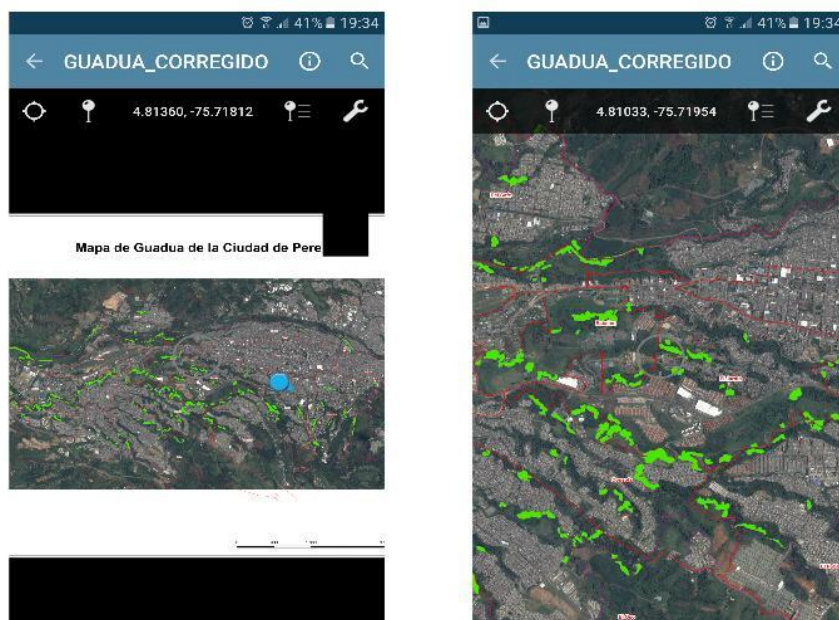 41% 19:34
GUADUA_CORREGIDO
4.81360, -75.71812
Mapa de Guadua de la Ciudad de Pere
41% 19:34
GUADUA_CORREGIDO
4.81033, -75.71954